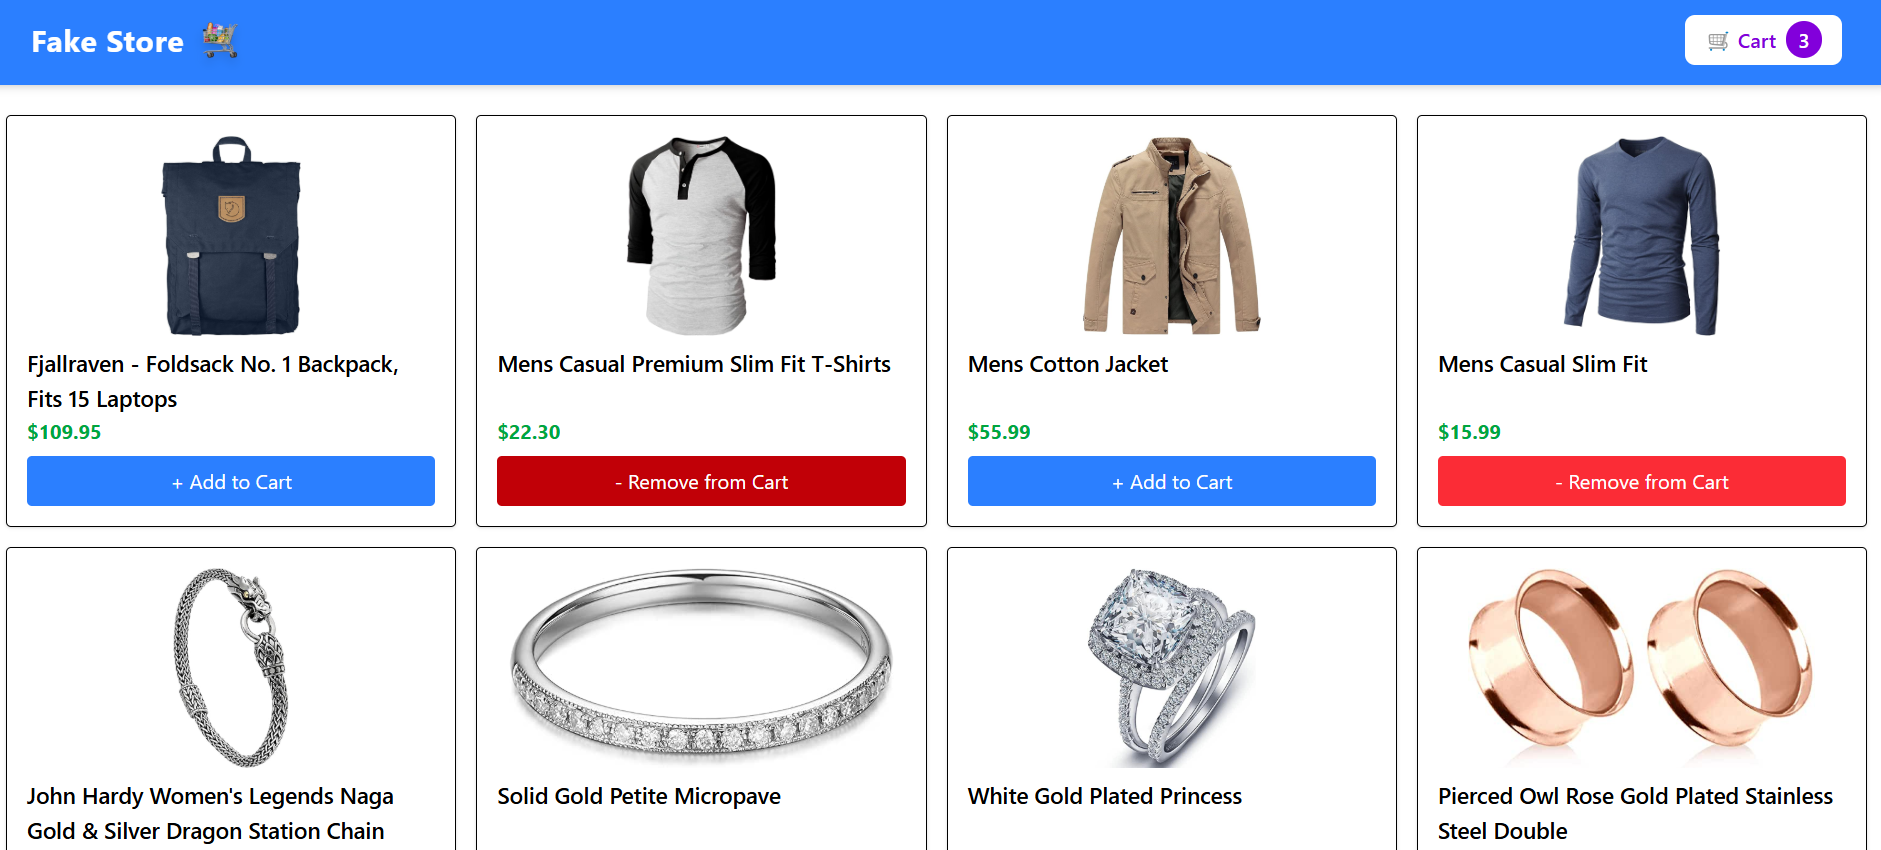 Fake Store
Cart 3
Fjallraven - Foldsack No. 1 Backpack,
Fits 15 Laptops
$109.95
+ Add to Cart
Mens Casual Premium Slim Fit T-Shirts
$22.30
- Remove from Cart
Mens Cotton Jacket
$55.99
+ Add to Cart
Mens Casual Slim Fit
$15.99
- Remove from Cart
John Hardy Women's Legends Naga
Gold & Silver Dragon Station Chain
Solid Gold Petite Micropave
White Gold Plated Princess
Pierced Owl Rose Gold Plated Stainless
Steel Double